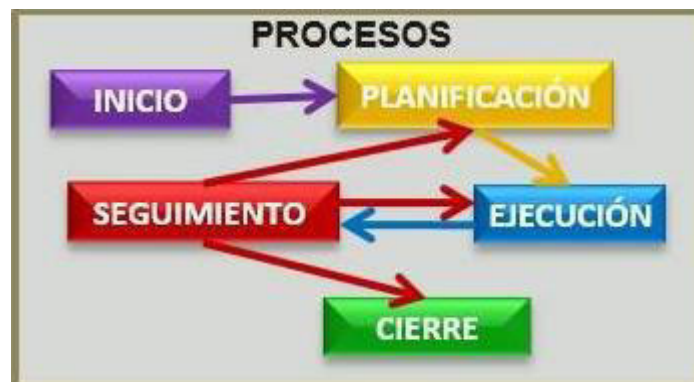 PROCESOS
INICIO
PLANIFICACIÓN
SEGUIMIENTO
EJECUCIÓN
CIERRE